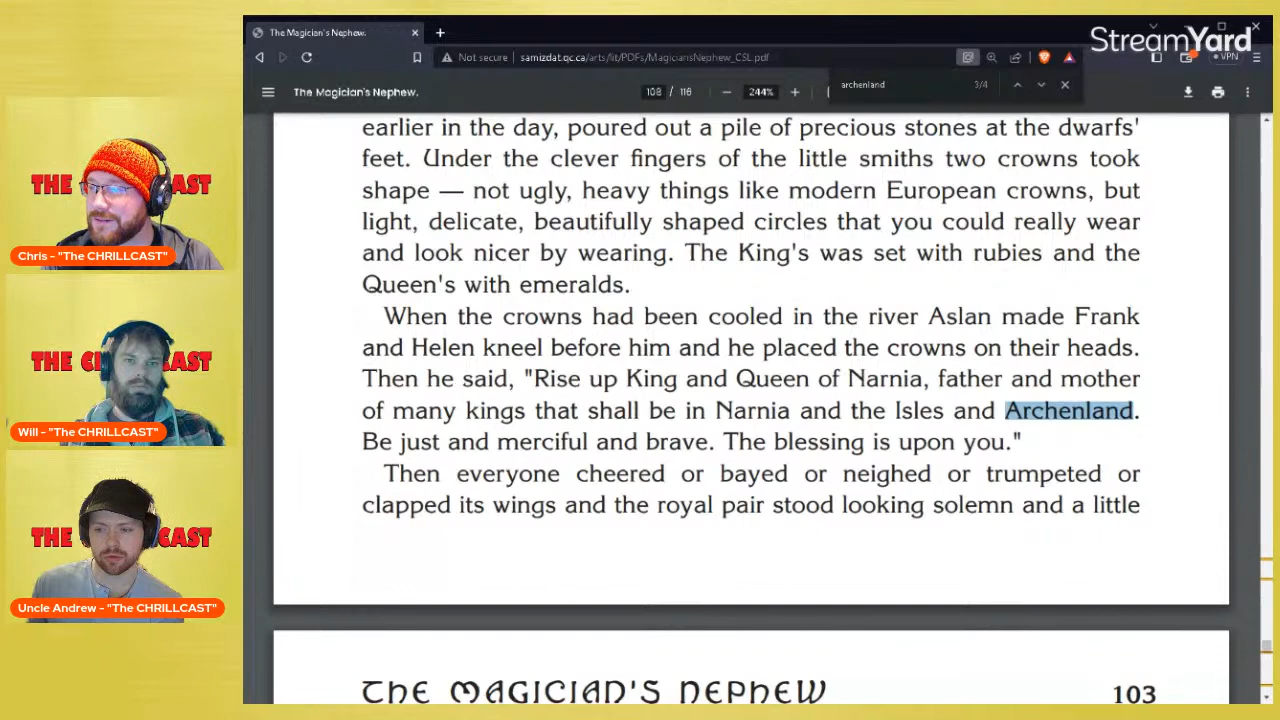 The Magician's Nephew.
StreamYard
Not secure
samizdat.qc.ca/arts/lit/PDFs/MagiciansNephew_CSL.pdf
VPN
The Magician's Nephew.
108 / 116
244%
archenland
3/4
earlier in the day, poured out a pile of precious stones at the dwarfs'
feet. Under the clever fingers of the little smiths two crowns took
shape — not ugly, heavy things like modern European crowns, but
light, delicate, beautifully shaped circles that you could really wear
and look nicer by wearing. The King's was set with rubies and the
Queen's with emeralds.
When the crowns had been cooled in the river Aslan made Frank
and Helen kneel before him and he placed the crowns on their heads.
Then he said, "Rise up King and Queen of Narnia, father and mother
of many kings that shall be in Narnia and the Isles and Archenland.
Be just and merciful and brave. The blessing is upon you."
Then everyone cheered or bayed or neighed or trumpeted or
clapped its wings and the royal pair stood looking solemn and a little
THE MAGICIAN'S NEPHEW 103
THE CAST
Chris - "The CHRILLCAST"
THE C CAST
Will - "The CHRILLCAST"
THE CAST
Uncle Andrew - "The CHRILLCAST"